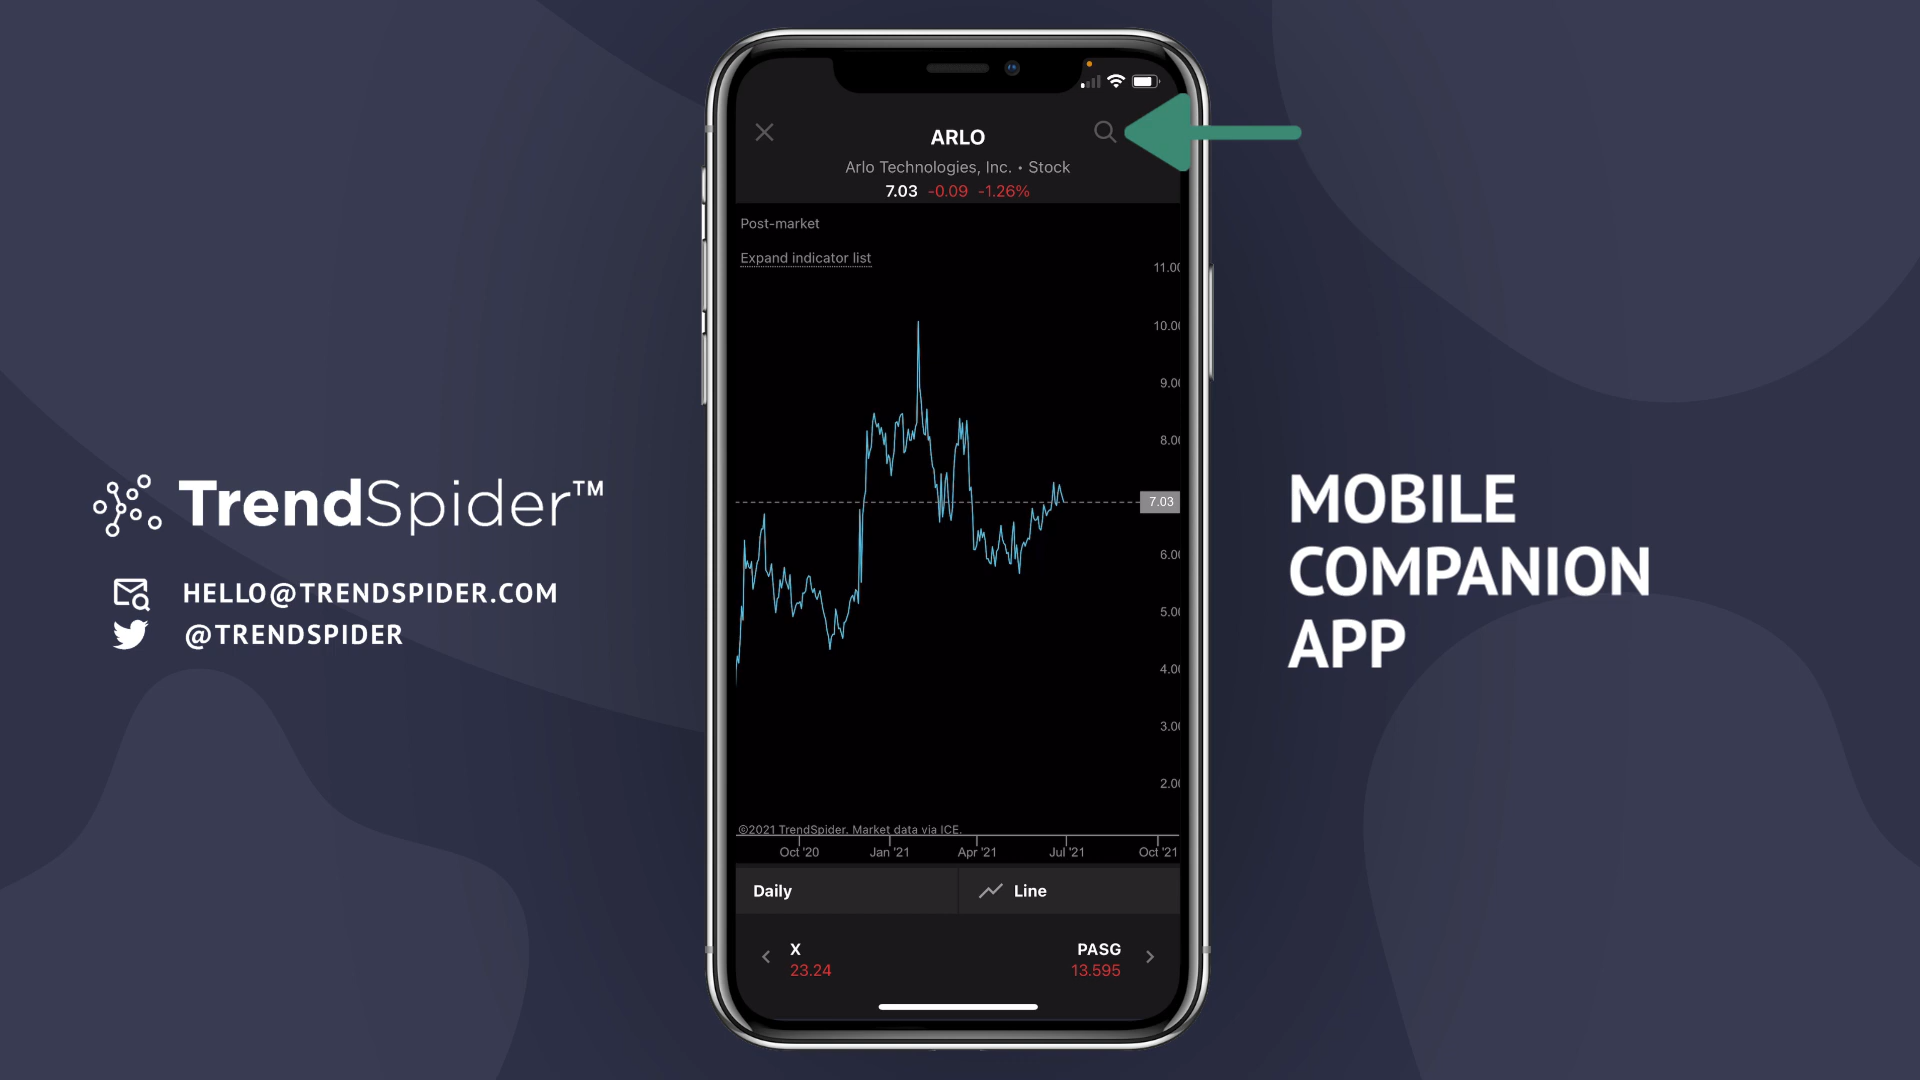 ARLO
Arlo Technologies, Inc. • Stock
7.03 -0.09 -1.26%
Post-market
Expand indicator list
11.00
10.00
9.00
8.00
7.03
6.00
5.00
4.00
3.00
2.00
©2021 TrendSpider. Market data via ICE.
Oct '20 Jan '21 Apr '21 Jul '21 Oct '21
Daily Line
X PASG
23.24 13.595
TrendSpider™
HELLO@TRENDSPIDER.COM
@TRENDSPIDER
MOBILE
COMPANION
APP